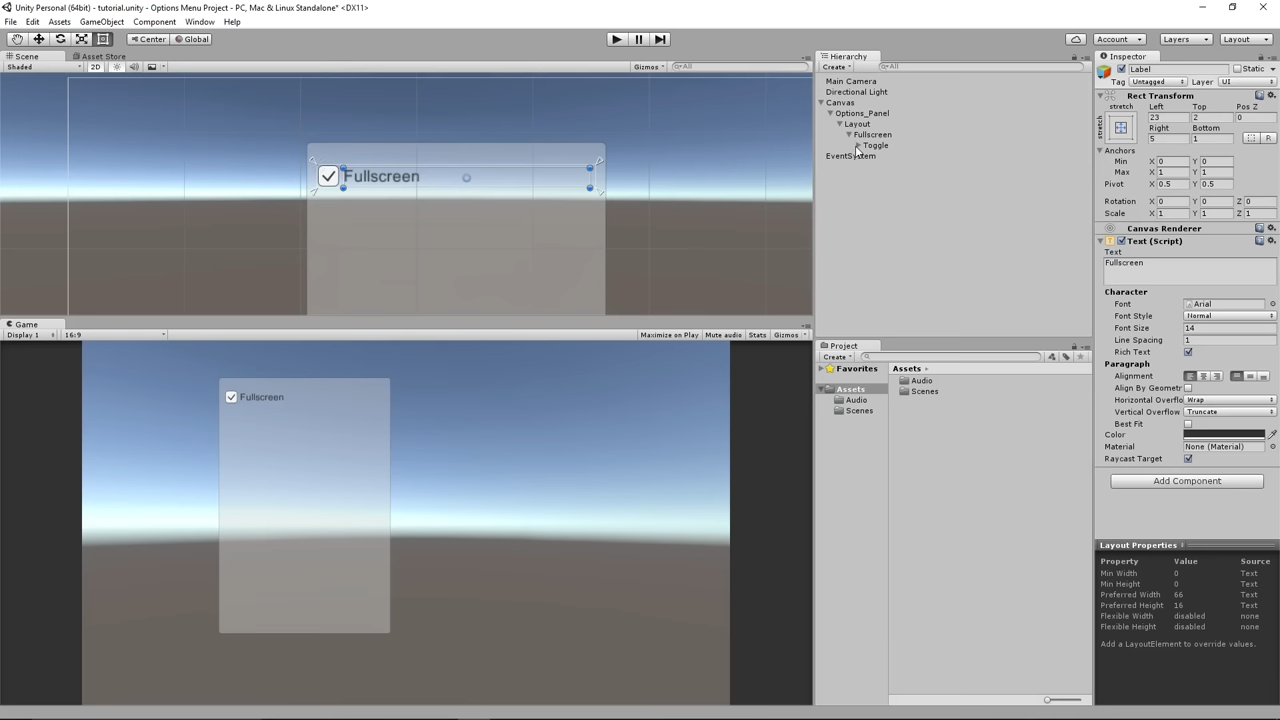 Unity Personal (64bit) - tutorial.unity - Options Menu Project - PC, Mac & Linux Standalone* <DX11>
File Edit Assets GameObject Component Window Help
Center Global Account Layers Layout
Scene Asset Store
Shaded 2D Gizmos All
Fullscreen
Game
Display 1 16:9 Maximize on Play Mute audio Stats Gizmos
Fullscreen
Hierarchy
Create All
Main Camera
Directional Light
Canvas
Options_Panel
Layout
Fullscreen
Toggle
EventSystem
Project
Create
Favorites
Assets
Audio
Scenes
Assets
Audio
Scenes
Inspector
Label Static
Tag Untagged Layer UI
Rect Transform
stretch Left Top Pos Z
stretch 23 2 0
Right Bottom
5 1 R
Anchors
Min X 0 Y 0
Max X 1 Y 1
Pivot X 0.5 Y 0.5
Rotation X 0 Y 0 Z 0
Scale X 1 Y 1 Z 1
Canvas Renderer
Text (Script)
Text
Fullscreen
Character
Font Arial
Font Style Normal
Font Size 14
Line Spacing 1
Rich Text
Paragraph
Alignment
Align By Geometr
Horizontal Overflo Wrap
Vertical Overflow Truncate
Best Fit
Color
Material None (Material)
Raycast Target
Add Component
Layout Properties
Property Value Source
Min Width 0 Text
Min Height 0 Text
Preferred Width 66 Text
Preferred Height 16 Text
Flexible Width disabled none
Flexible Height disabled none
Add a LayoutElement to override values.